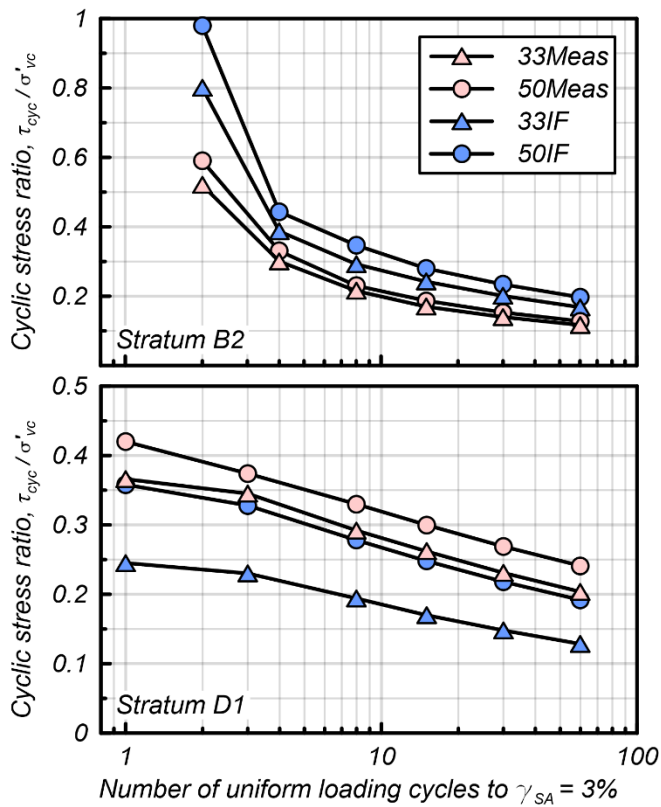 Cyclic stress ratio, τcyc / σ'vc
1
0.8
0.6
0.4
0.2
33Meas
50Meas
33IF
50IF
Stratum B2
Cyclic stress ratio, τcyc / σ'vc
0.5
0.4
0.3
0.2
0.1
0
Stratum D1
1
10
100
Number of uniform loading cycles to γSA = 3%